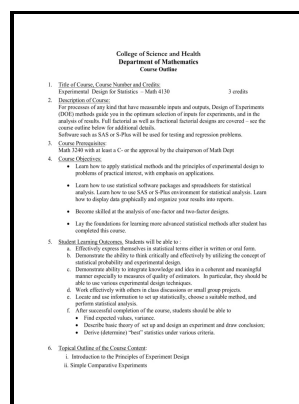 College of Science and Health
Department of Mathematics
Course Outline
1. Title of Course, Course Number and Credits:
Experimental Design for Statistics – Math 4130 3 credits
2. Description of Course:
For processes of any kind that have measurable inputs and outputs, Design of Experiments
(DOE) methods guide you in the optimum selection of inputs for experiments, and in the
analysis of results. Full factorial as well as fractional factorial designs are covered – see the
course outline below for additional details.
Software such as SAS or S-Plus will be used for testing and regression problems.
3. Course Prerequisites:
Math 3240 with at least a C- or the approval by the chairperson of Math Dept
4. Course Objectives:
• Learn how to apply statistical methods and the principles of experimental design to
problems of practical interest, with emphasis on applications.
• Learn how to use statistical software packages and spreadsheets for statistical
analysis. Learn how to use SAS or S-Plus environment for statistical analysis. Learn
how to display data graphically and organize your results into reports.
• Become skilled at the analysis of one-factor and two-factor designs.
• Lay the foundations for learning more advanced statistical methods after student has
completed this course.
5. Student Learning Outcomes. Students will be able to :
a. Effectively express themselves in statistical terms either in written or oral form.
b. Demonstrate the ability to think critically and effectively by utilizing the concept of
statistical probability and experimental design.
c. Demonstrate ability to integrate knowledge and idea in a coherent and meaningful
manner especially to measures of quality of estimators. In particular, they should be
able to use various experimental design techniques.
d. Work effectively with others in class discussions or small group projects.
e. Locate and use information to set up statistically, choose a suitable method, and
perform statistical analysis.
f. After successful completion of the course, students should be able to
• Find expected values, variance.
• Describe basic theory of set up and design an experiment and draw conclusion;
• Derive (determine) "best" statistics under various criteria.
6. Topical Outline of the Course Content:
i. Introduction to the Principles of Experiment Design
ii. Simple Comparative Experiments